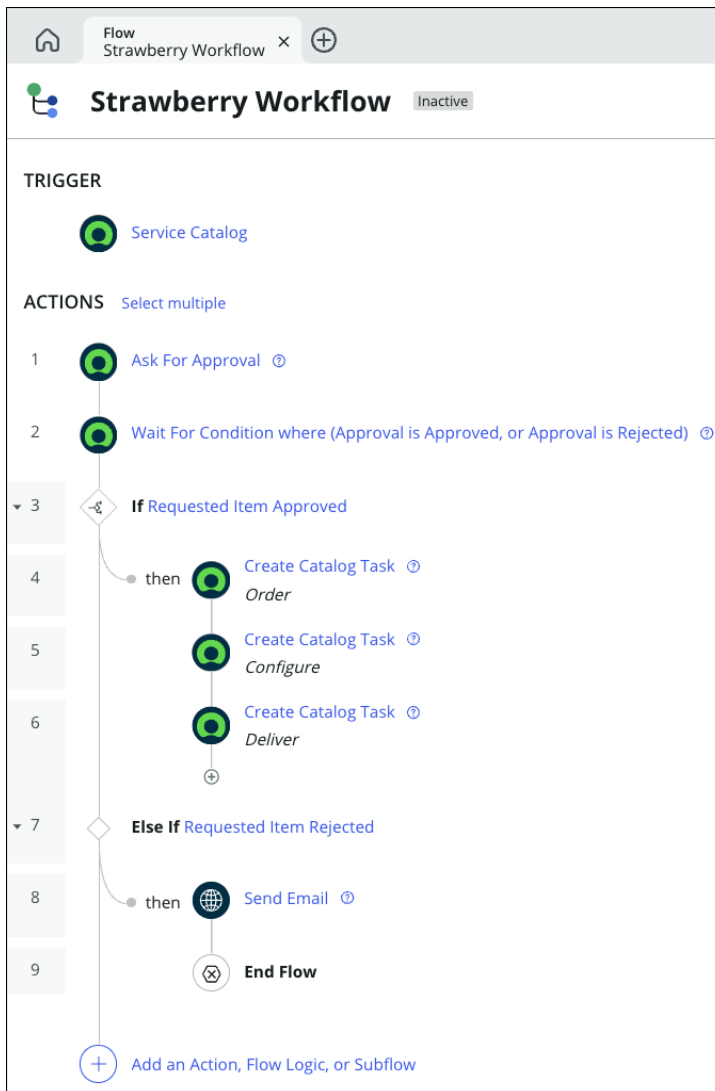 Flow
Strawberry Workflow
Strawberry Workflow Inactive
TRIGGER
Service Catalog
ACTIONS Select multiple
1 Ask For Approval
2 Wait For Condition where (Approval is Approved, or Approval is Rejected)
3 If Requested Item Approved
4 then Create Catalog Task
Order
5 Create Catalog Task
Configure
6 Create Catalog Task
Deliver
7 Else If Requested Item Rejected
8 then Send Email
9 End Flow
Add an Action, Flow Logic, or Subflow